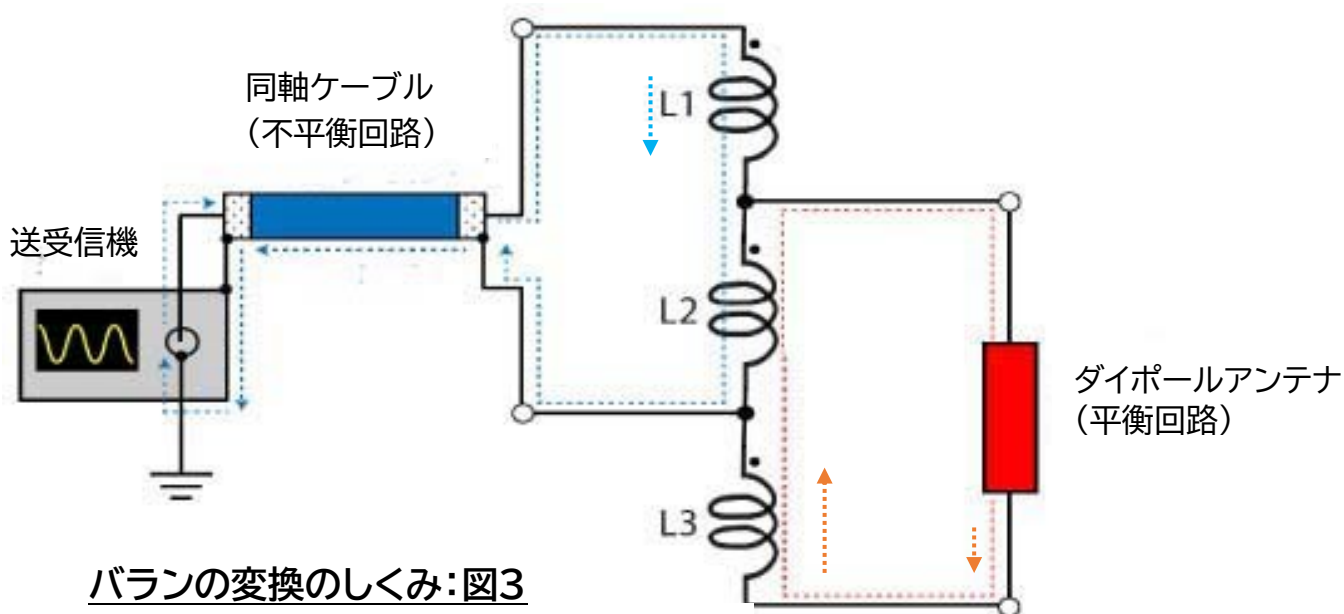 同軸ケーブル
（不平衡回路）
送受信機
L1
L2
L3
ダイポールアンテナ
（平衡回路）
バランの変換のしくみ：図3